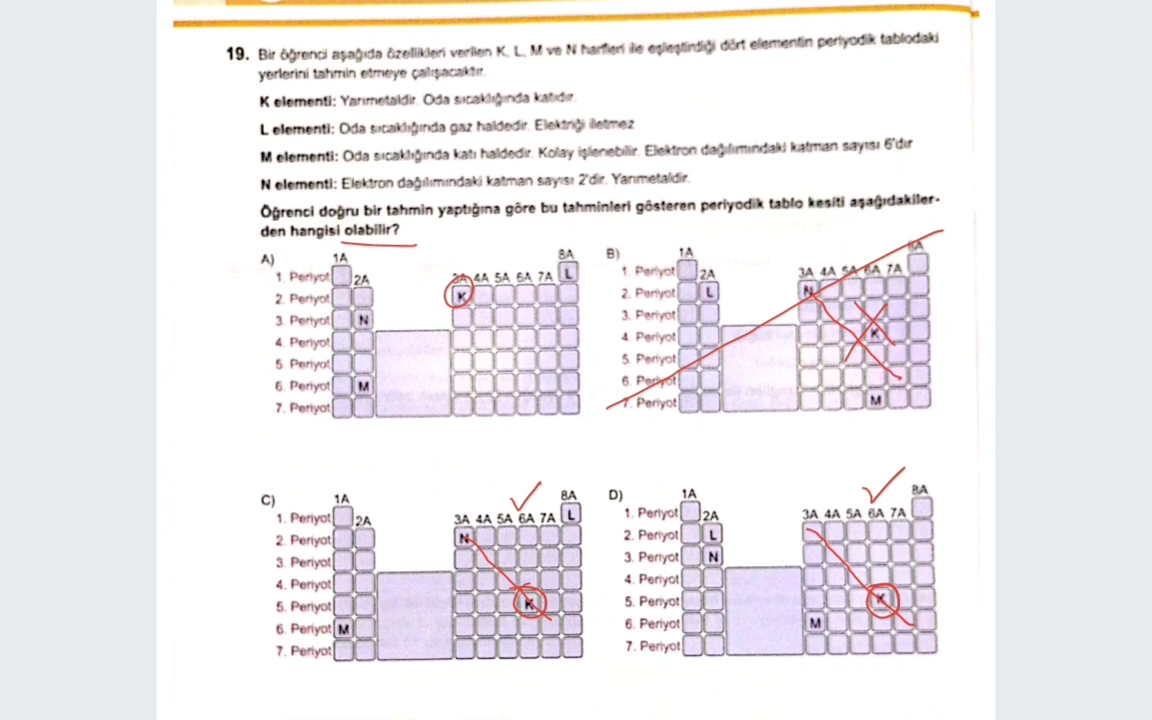 19. Bir öğrenci aşağıda özellikleri verilen K, L, M ve N harfleri ile eşleştirdiği dört elementin periyodik tablodaki
yerlerini tahmin etmeye çalışacaktır.
K elementi: Yarımetaldir. Oda sıcaklığında katıdır.
L elementi: Oda sıcaklığında gaz haldedir. Elektriği iletmez
M elementi: Oda sıcaklığında katı haldedir. Kolay işlenebilir. Elektron dağılımındaki katman sayısı 6'dır
N elementi: Elektron dağılımındaki katman sayısı 2'dir. Yarımetaldir.
Öğrenci doğru bir tahmin yaptığına göre bu tahminleri gösteren periyodik tablo kesiti aşağıdakiler-
den hangisi olabilir?
A) 1A 8A
1. Periyot 2A 3A 4A 5A 6A 7A L
2. Periyot K
3. Periyot N
4. Periyot
5. Periyot
6. Periyot M
7. Periyot
B) 1A 8A
1. Periyot 2A 3A 4A 5A 6A 7A
2. Periyot L N
3. Periyot
4. Periyot K
5. Periyot
6. Periyot
7. Periyot M
C) 1A 8A
1. Periyot 2A 3A 4A 5A 6A 7A L
2. Periyot N
3. Periyot
4. Periyot
5. Periyot K
6. Periyot M
7. Periyot
D) 1A 8A
1. Periyot 2A 3A 4A 5A 6A 7A
2. Periyot L
3. Periyot N
4. Periyot
5. Periyot K
6. Periyot M
7. Periyot